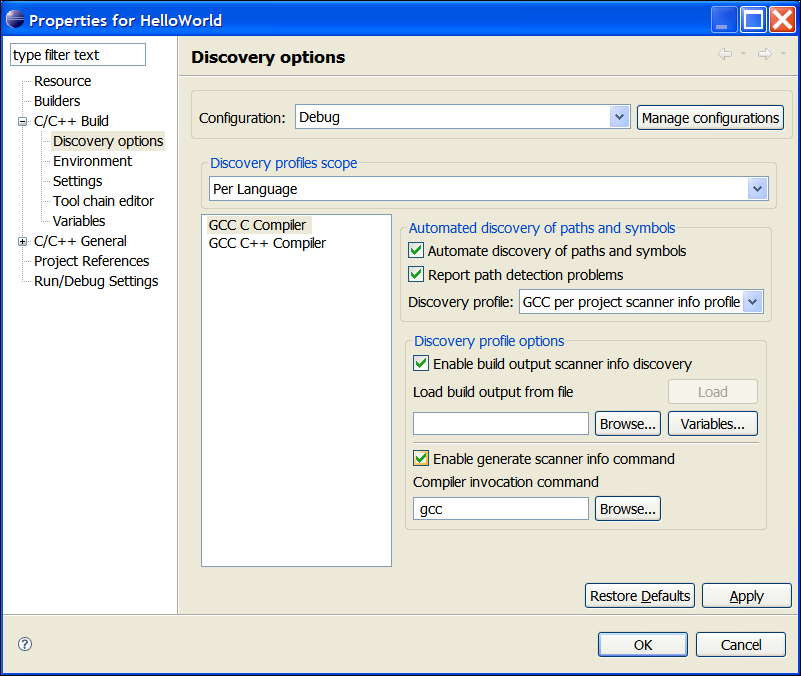 Properties for HelloWorld
type filter text
Resource
Builders
C/C++ Build
Discovery options
Environment
Settings
Tool chain editor
Variables
C/C++ General
Project References
Run/Debug Settings
Discovery options
Configuration: Debug Manage configurations
Discovery profiles scope
Per Language
GCC C Compiler
GCC C++ Compiler
Automated discovery of paths and symbols
Automate discovery of paths and symbols
Report path detection problems
Discovery profile: GCC per project scanner info profile
Discovery profile options
Enable build output scanner info discovery
Load build output from file Load
Browse... Variables...
Enable generate scanner info command
Compiler invocation command
gcc Browse...
Restore Defaults Apply
? OK Cancel